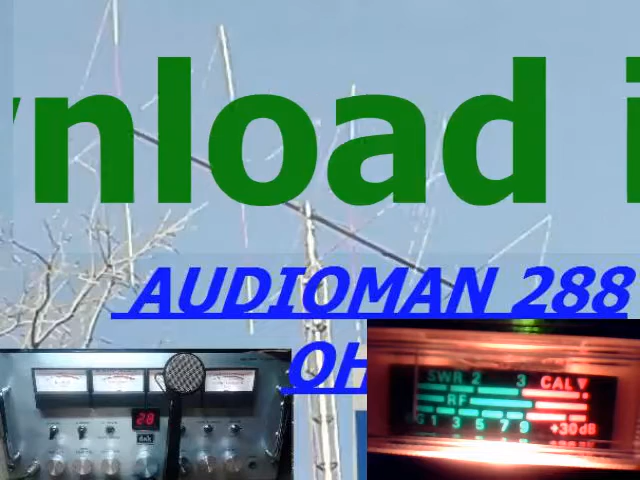 nload i
AUDIOMAN 288
OH
28
SWR 2 3 CAL▼
RF
1 3 5 7 9 +30dB